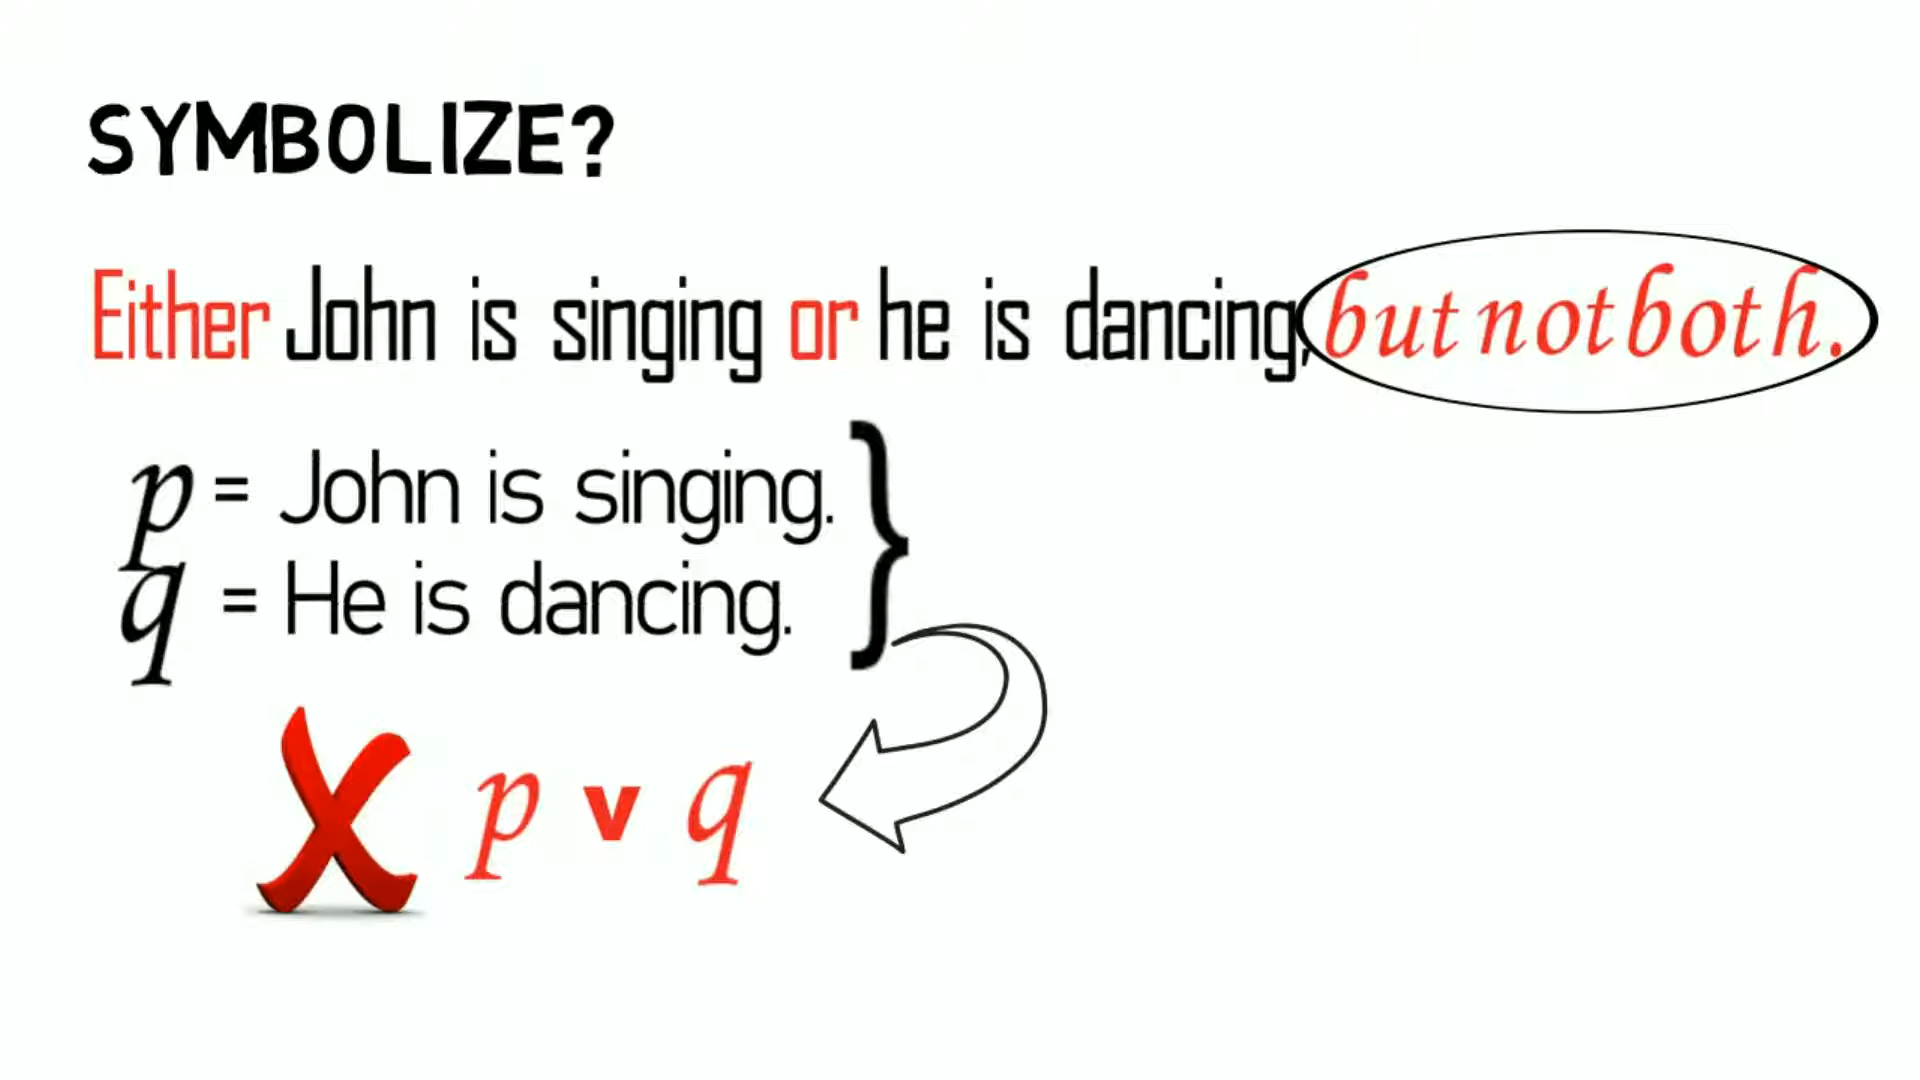 SYMBOLIZE?
Either John is singing or he is dancing, but not both.
p = John is singing.
q = He is dancing.
p v q